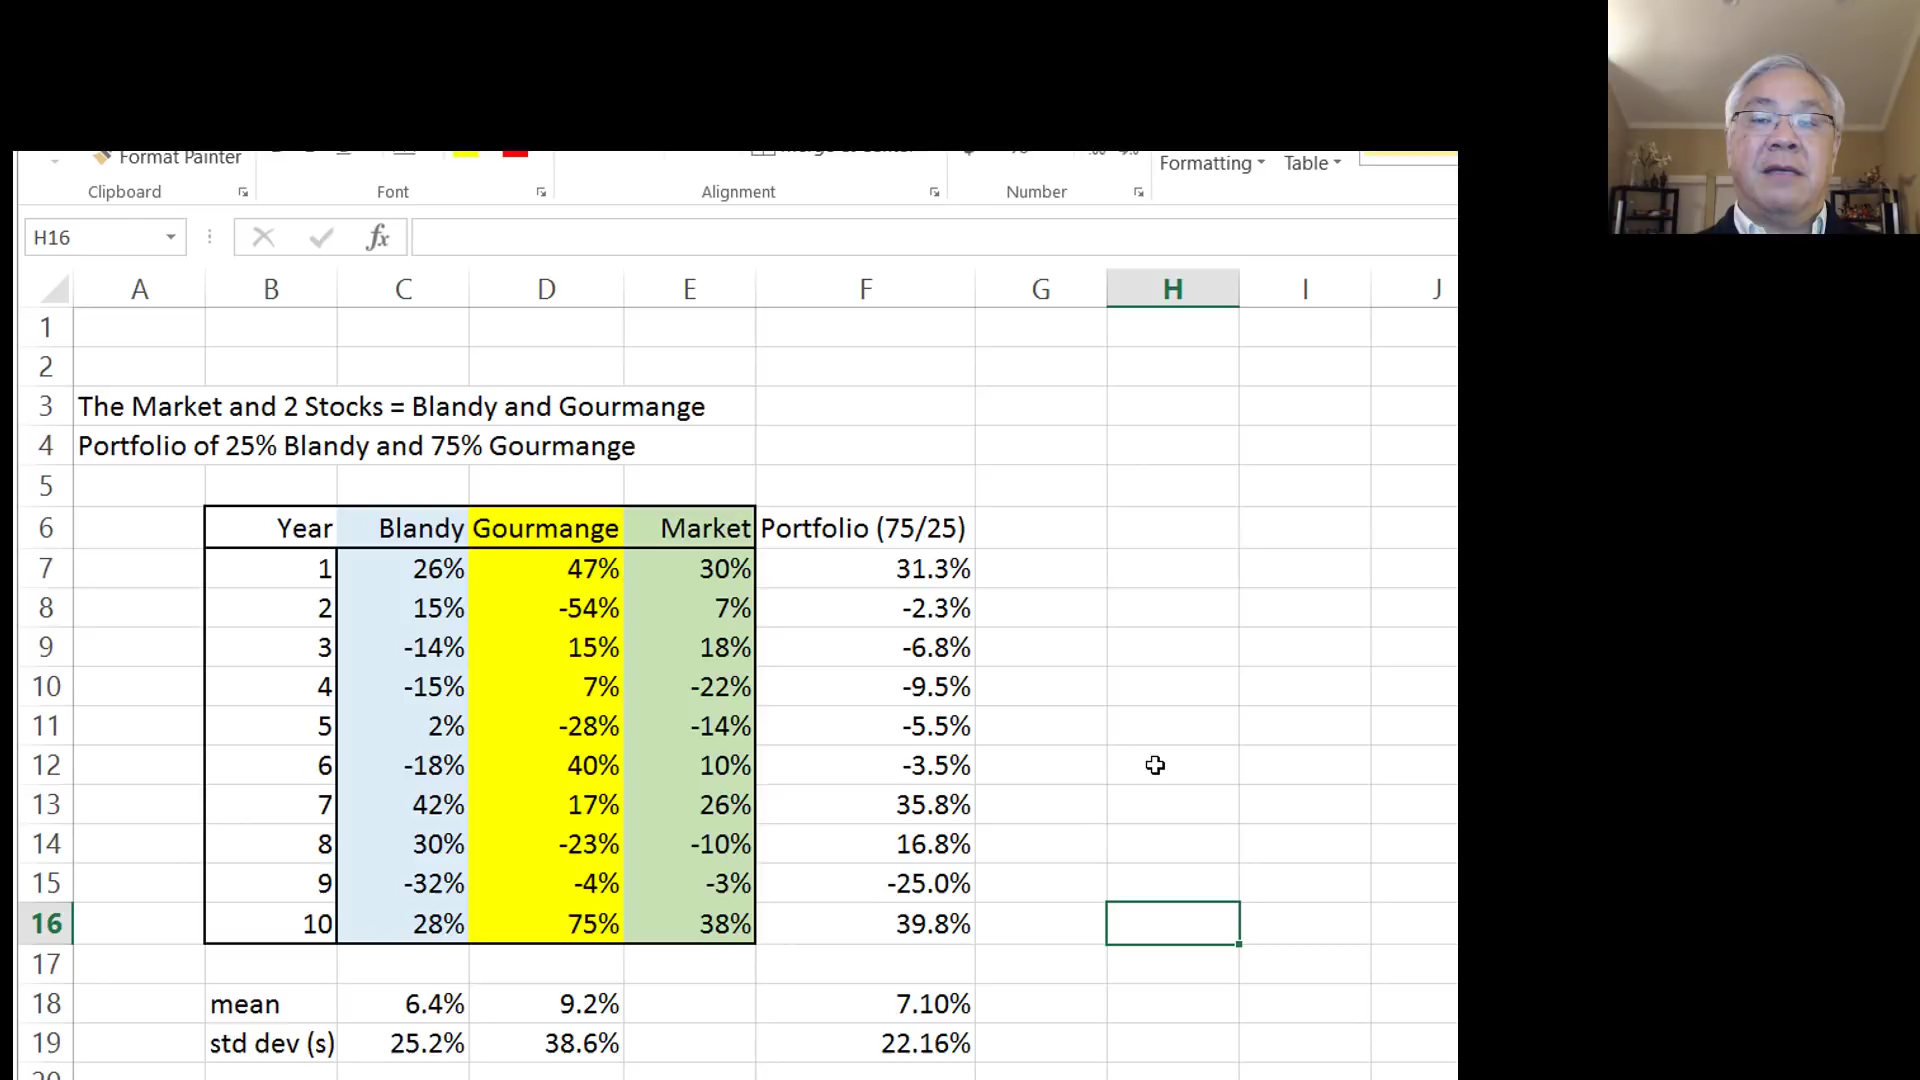 Format Painter
Formatting Table
Clipboard Font Alignment Number
H16 fx
A B C D E F G H I J
1
2
3 The Market and 2 Stocks = Blandy and Gourmange
4 Portfolio of 25% Blandy and 75% Gourmange
5
6 Year Blandy Gourmange Market Portfolio (75/25)
7 1 26% 47% 30% 31.3%
8 2 15% -54% 7% -2.3%
9 3 -14% 15% 18% -6.8%
10 4 -15% 7% -22% -9.5%
11 5 2% -28% -14% -5.5%
12 6 -18% 40% 10% -3.5%
13 7 42% 17% 26% 35.8%
14 8 30% -23% -10% 16.8%
15 9 -32% -4% -3% -25.0%
16 10 28% 75% 38% 39.8%
17
18 mean 6.4% 9.2% 7.10%
19 std dev (s) 25.2% 38.6% 22.16%